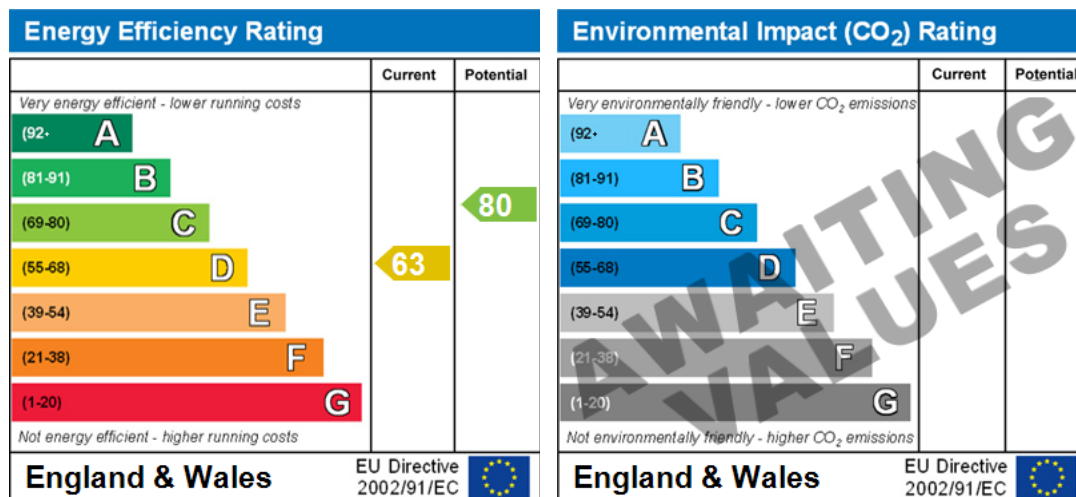 Energy Efficiency Rating
Current Potential
Very energy efficient - lower running costs
(92+ A
(81-91) B
80
(69-80) C
(55-68) D
63
(39-54) E
(21-38) F
(1-20) G
Not energy efficient - higher running costs
England & Wales
EU Directive
2002/91/EC
Environmental Impact (CO₂) Rating
Current Potential
Very environmentally friendly - lower CO₂ emissions
(92+ A
(81-91) B
(69-80) C
(55-68) D
(39-54) E
(21-38) F
(1-20) G
AWAITING
VALUES
Not environmentally friendly - higher CO₂ emissions
England & Wales
EU Directive
2002/91/EC